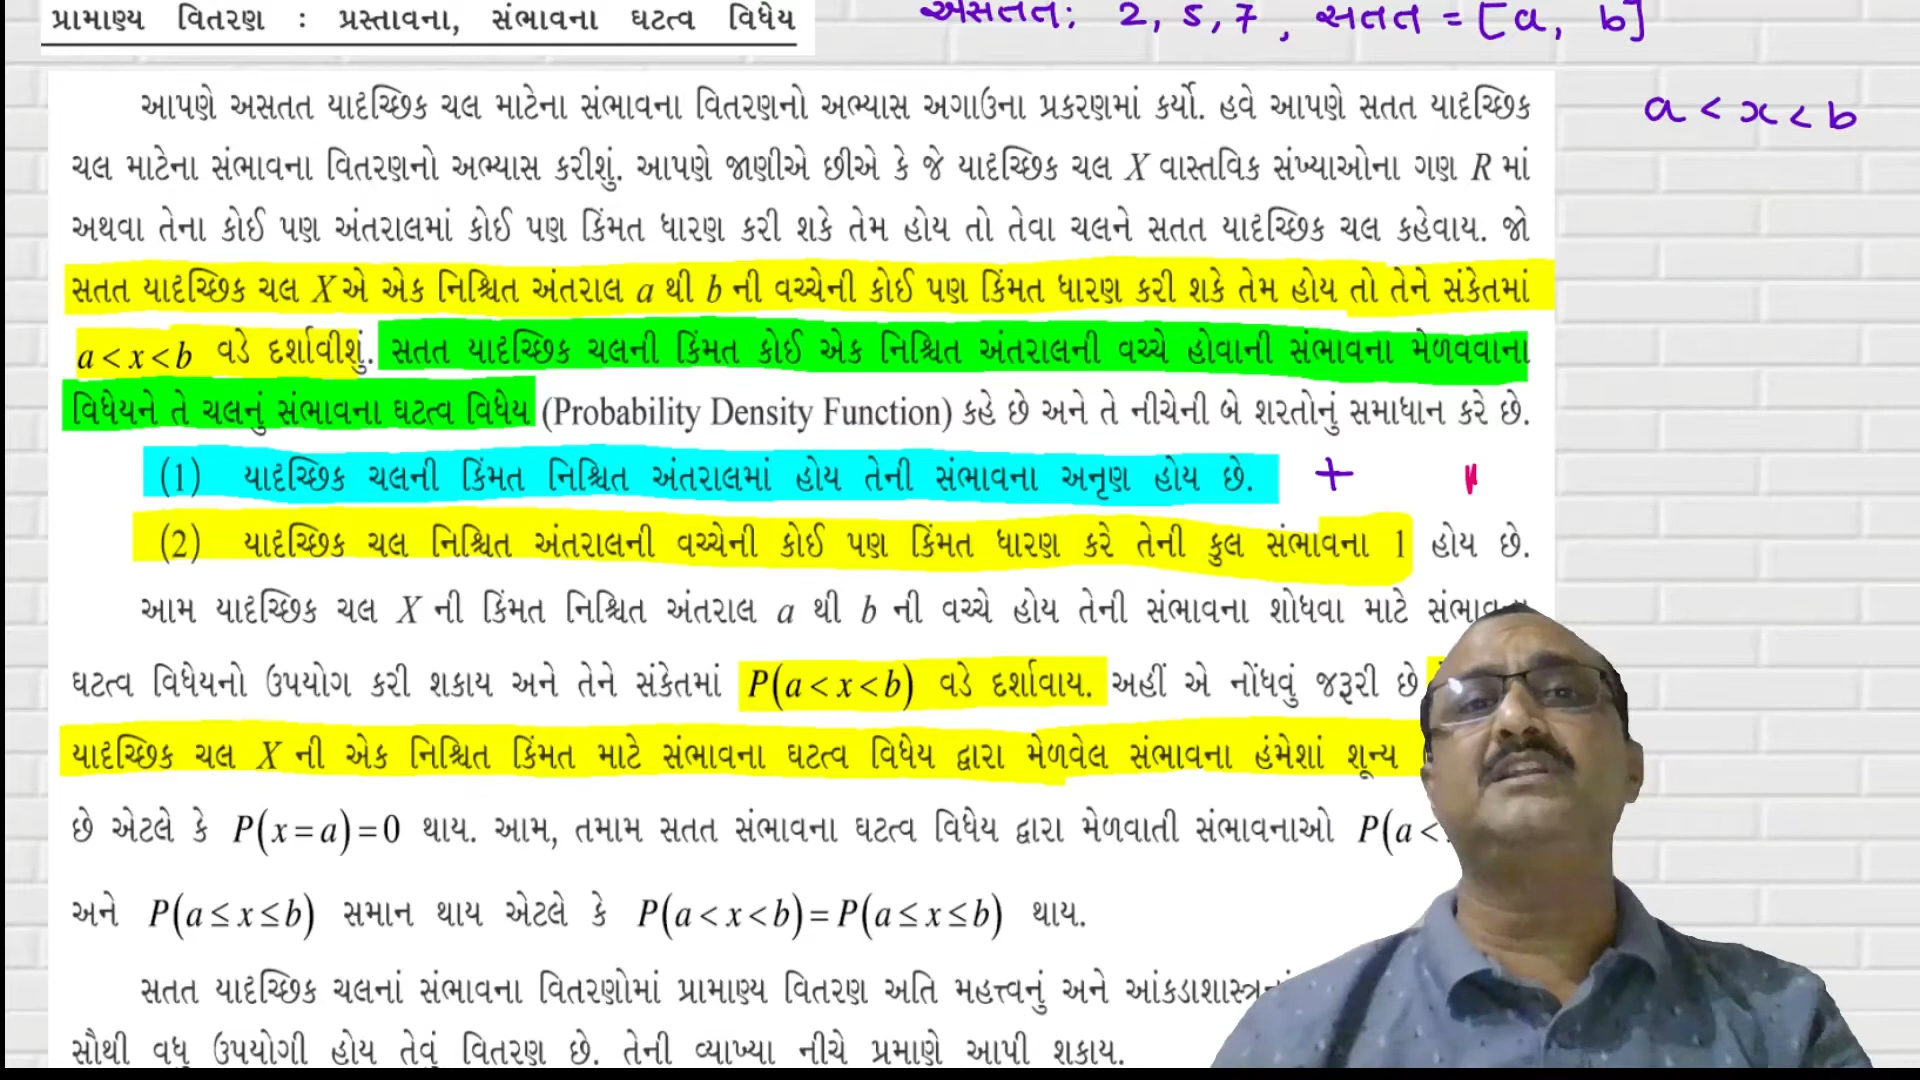 પ્રામાણ્ય વિતરણ : પ્રસ્તાવના, સંભાવના ઘટત્વ વિધેય
અસતત: 2, 5, 7, સતત = [a, b]
a < x < b
આપણે અસતત યાદૃચ્છિક ચલ માટેના સંભાવના વિતરણનો અભ્યાસ અગાઉના પ્રકરણમાં કર્યો. હવે આપણે સતત યાદૃચ્છિક
ચલ માટેના સંભાવના વિતરણનો અભ્યાસ કરીશું. આપણે જાણીએ છીએ કે જે યાદૃચ્છિક ચલ X વાસ્તવિક સંખ્યાઓના ગણ R માં
અથવા તેના કોઈ પણ અંતરાલમાં કોઈ પણ કિંમત ધારણ કરી શકે તેમ હોય તો તેવા ચલને સતત યાદૃચ્છિક ચલ કહેવાય. જો
સતત યાદૃચ્છિક ચલ X એ એક નિશ્ચિત અંતરાલ a થી b ની વચ્ચેની કોઈ પણ કિંમત ધારણ કરી શકે તેમ હોય તો તેને સંકેતમાં
a < x < b વડે દર્શાવીશું. સતત યાદૃચ્છિક ચલની કિંમત કોઈ એક નિશ્ચિત અંતરાલની વચ્ચે હોવાની સંભાવના મેળવવાના
વિધેયને તે ચલનું સંભાવના ઘટત્વ વિધેય (Probability Density Function) કહે છે અને તે નીચેની બે શરતોનું સમાધાન કરે છે.
(1) યાદૃચ્છિક ચલની કિંમત નિશ્ચિત અંતરાલમાં હોય તેની સંભાવના અનૃણ હોય છે. +
(2) યાદૃચ્છિક ચલ નિશ્ચિત અંતરાલની વચ્ચેની કોઈ પણ કિંમત ધારણ કરે તેની કુલ સંભાવના 1 હોય છે.
આમ યાદૃચ્છિક ચલ X ની કિંમત નિશ્ચિત અંતરાલ a થી b ની વચ્ચે હોય તેની સંભાવના શોધવા માટે
ઘટત્વ વિધેયનો ઉપયોગ કરી શકાય અને તેને સંકેતમાં P(a < x < b) વડે દર્શાવાય. અહીં એ નોંધવું જરૂરી છે
યાદૃચ્છિક ચલ X ની એક નિશ્ચિત કિંમત માટે સંભાવના ઘટત્વ વિધેય દ્વારા મેળવેલ સંભાવના હંમેશાં શૂન્ય
છે એટલે કે P(x = a) = 0 થાય. આમ, તમામ સતત સંભાવના ઘટત્વ વિધેય દ્વારા મેળવાતી સંભાવનાઓ P(a <
અને P(a ≤ x ≤ b) સમાન થાય એટલે કે P(a < x < b) = P(a ≤ x ≤ b) થાય.
સતત યાદૃચ્છિક ચલનાં સંભાવના વિતરણોમાં પ્રામાણ્ય વિતરણ અતિ મહત્ત્વનું અને
સૌથી વધુ ઉપયોગી હોય તેવું વિતરણ છે. તેની વ્યાખ્યા નીચે પ્રમાણે આપી શકાય.